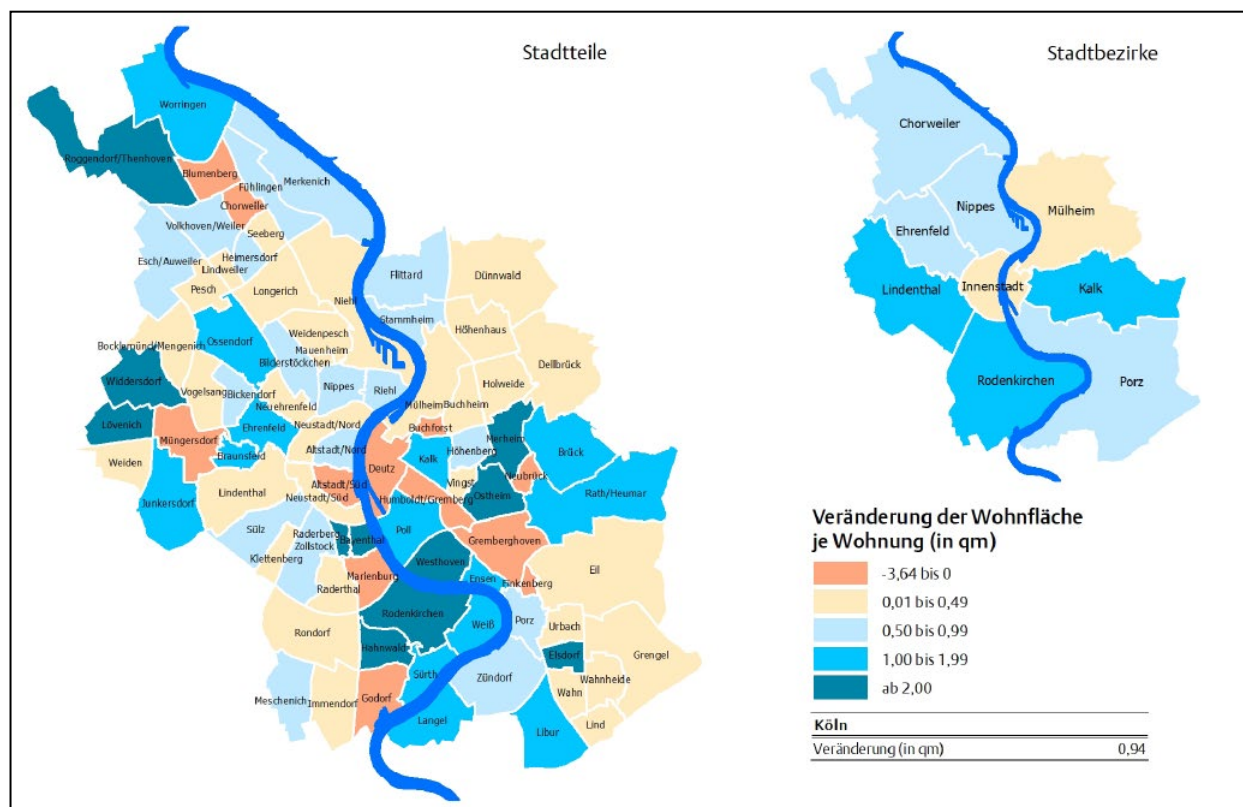 Stadtteile
Worringen
Roggendorf/Thenhoven
Blumenberg
Fühlingen
Merkenich
Chorweiler
Volkhoven/Weiler
Seeberg
Heimersdorf
Esch/Auweiler
Lindweiler
Pesch
Longerich
Niehl
Flittard
Dünnwald
Stammheim
Höhenhaus
Weidenpesch
Mauenheim
Ossendorf
Bocklemünd/Mengenich
Bilderstöckchen
Dellbrück
Holweide
Widdersdorf
Vogelsang
Bickendorf
Nippes
Riehl
Mülheim
Buchheim
Neuehrenfeld
Lövenich
Ehrenfeld
Neustadt/Nord
Buchforst
Müngersdorf
Altstadt/Nord
Merheim
Brück
Weiden
Braunsfeld
Deutz
Kalk
Höhenberg
Neubrück
Vingst
Altstadt/Süd
Lindenthal
Neustadt/Süd
Humboldt/Gremberg
Ostheim
Rath/Heumar
Junkersdorf
Sülz
Raderberg
Zollstock
Bayenthal
Poll
Gremberghoven
Klettenberg
Westhoven
Eil
Marienburg
Raderthal
Ensen
Finkenberg
Rodenkirchen
Weiß
Porz
Urbach
Rondorf
Hahnwald
Elsdorf
Grengel
Wahnheide
Sürth
Zündorf
Wahn
Meschenich
Immendorf
Godorf
Langel
Libur
Lind
Stadtbezirke
Chorweiler
Nippes
Mülheim
Ehrenfeld
Lindenthal
Innenstadt
Kalk
Rodenkirchen
Porz
Veränderung der Wohnfläche
je Wohnung (in qm)
-3,64 bis 0
0,01 bis 0,49
0,50 bis 0,99
1,00 bis 1,99
ab 2,00
Köln
Veränderung (in qm) 0,94